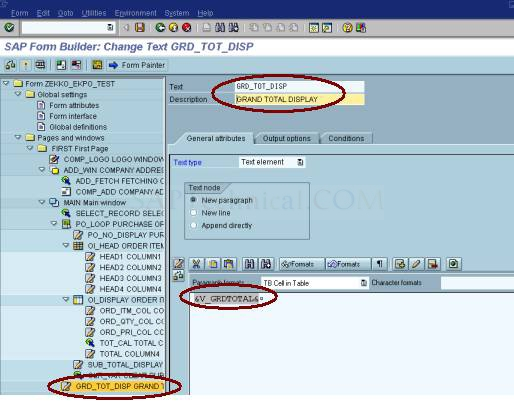 Form Edit Goto Utilities Environment System Help
SAP Form Builder: Change Text GRD_TOT_DISP
Form Painter
Form ZEKKO_EKPO_TEST
Global settings
Form attributes
Form interface
Global definitions
Pages and windows
FIRST First Page
COMP_LOGO LOGO WINDOW
ADD_WIN COMPANY ADDRE
ADD_FETCH FETCHING C
COMP_ADD COMPANY AD
MAIN Main window
SELECT_RECORD SELEC
PO_LOOP PURCHASE OF
PO_NO_DISPLAY PUR
OI_HEAD ORDER ITEM
HEAD1 COLUMN1
HEAD2 COLUMN2
HEAD3 COLUMN3
HEAD4 COLUMN4
OI_DISPLAY ORDER IT
ORD_ITM_COL CO
ORD_QTY_COL CO
ORD_PRI_COL CO
TOT_CAL TOTAL C
TOTAL COLUMN4
SUB_TOTAL_DISPLAY
GRD_TOT_DISP GRAND T
Text GRD_TOT_DISP
Description GRAND TOTAL DISPLAY
General attributes Output options Conditions
Text type Text element
Text node
New paragraph
New line
Append directly
Formats Formats
Paragraph formats TB Cell in Table Character formats
&V_GRDTOTAL&